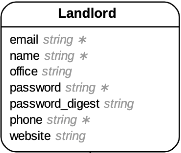 Landlord
email string *
name string *
office string
password string *
password_digest string
phone string *
website string